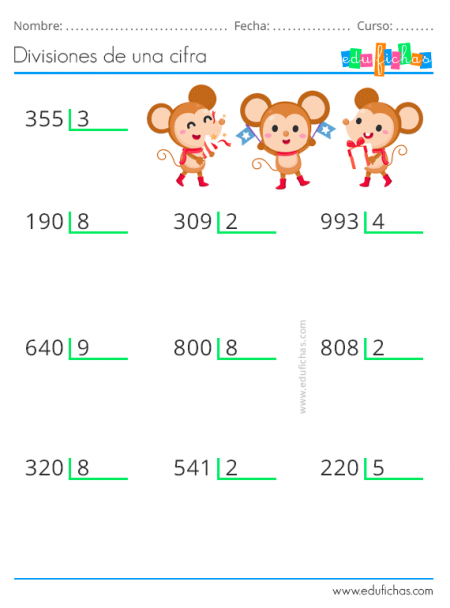 Nombre: ................................ Fecha: ................ Curso: ........
Divisiones de una cifra
edufichas
355 3
190 8 309 2 993 4
640 9 800 8 808 2
www.edufichas.com
320 8 541 2 220 5
www.edufichas.com